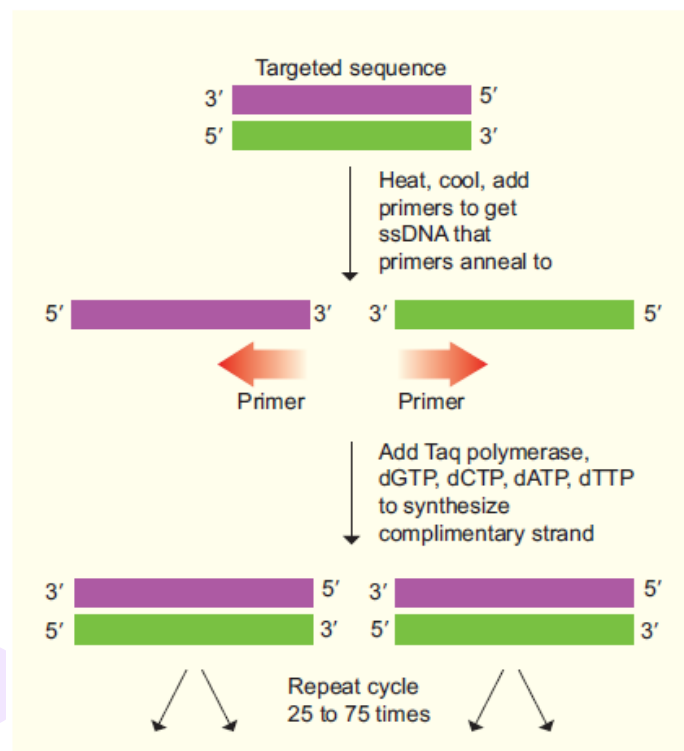 Targeted sequence
3′ 5′
5′ 3′
Heat, cool, add
primers to get
ssDNA that
primers anneal to
5′ 3′ 3′ 5′
Primer Primer
Add Taq polymerase,
dGTP, dCTP, dATP, dTTP
to synthesize
complimentary strand
3′ 5′ 3′ 5′
5′ 3′ 5′ 3′
Repeat cycle
25 to 75 times